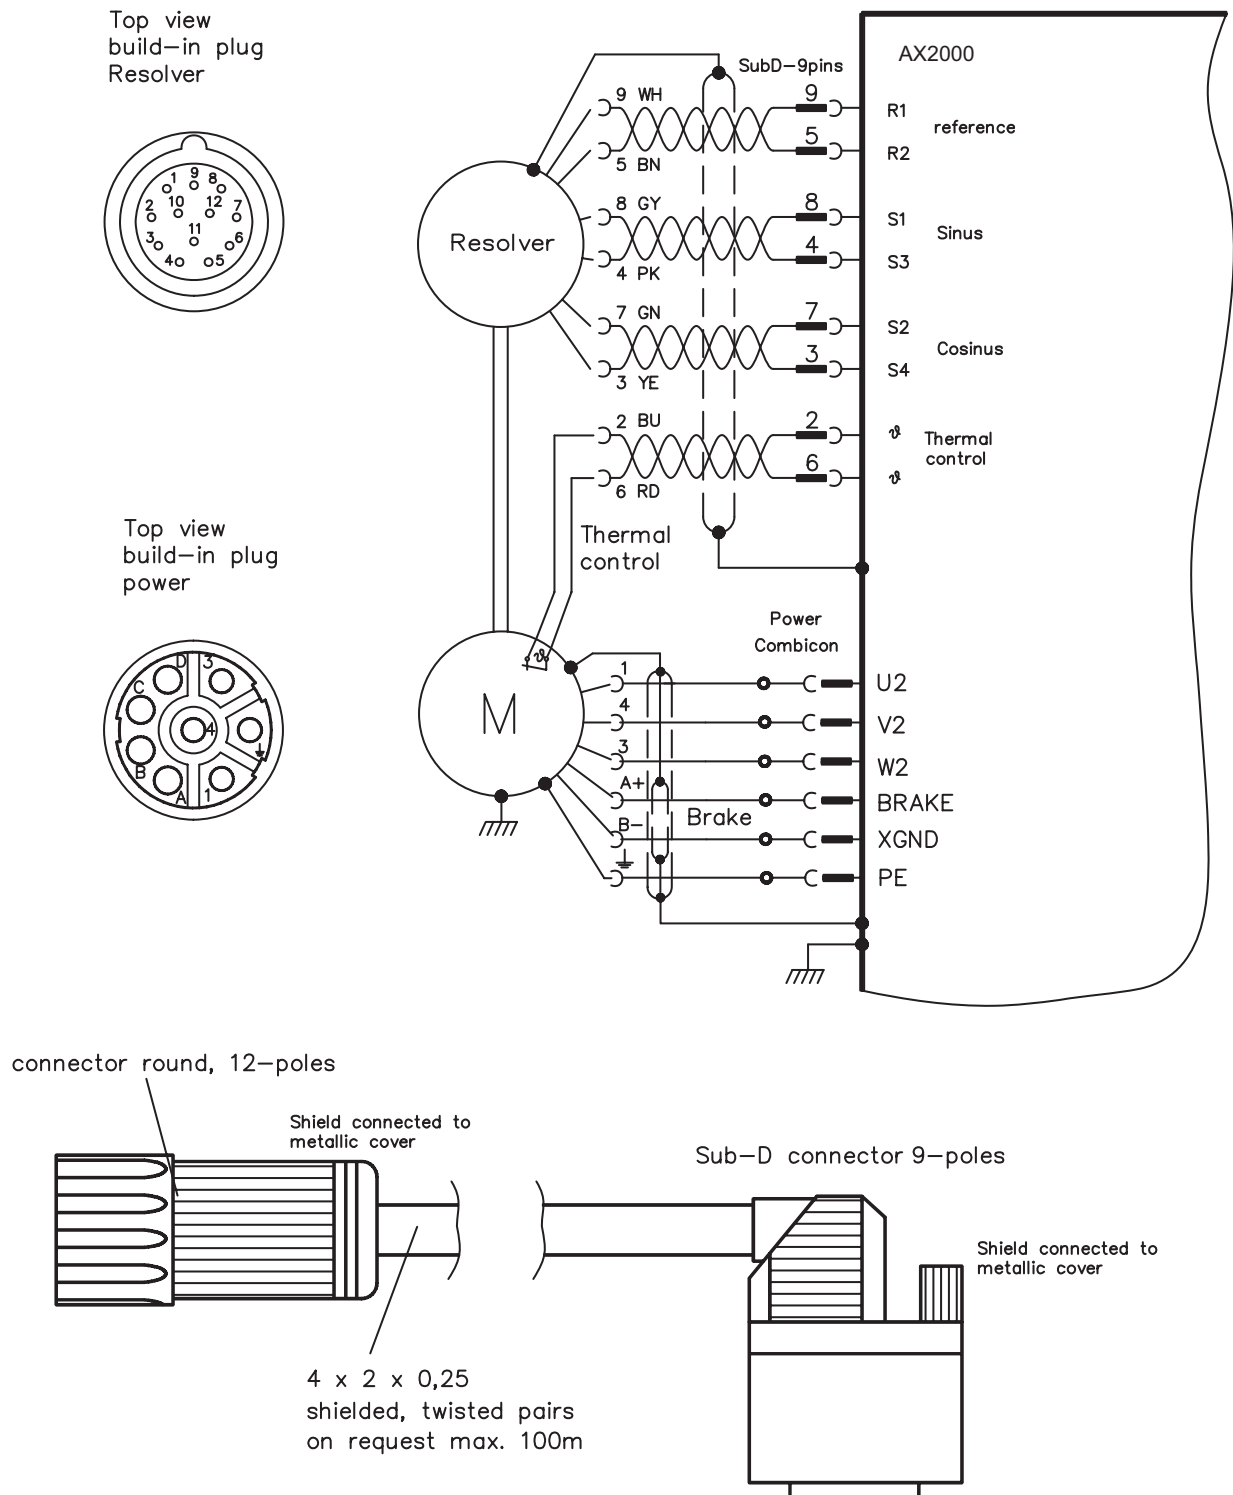 Top view
build-in plug
Resolver
1 9 8
2 10 12 7
11
3 6
4 5
Top view
build-in plug
power
D 3
C
4
B
A 1
AX2000
SubD-9pins
9 WH 9 R1
reference
5 BN 5 R2
Resolver
8 GY 8 S1
Sinus
4 PK 4 S3
7 GN 7 S2
Cosinus
3 YE 3 S4
2 BU 2 ϑ
Thermal
control
6 RD 6 ϑ
Thermal
control
Power
Combicon
ϑ
M
1 U2
4 V2
3 W2
A+ BRAKE
Brake
B- XGND
PE
connector round, 12-poles
Shield connected to
metallic cover
Sub-D connector 9-poles
Shield connected to
metallic cover
4 x 2 x 0,25
shielded, twisted pairs
on request max. 100m